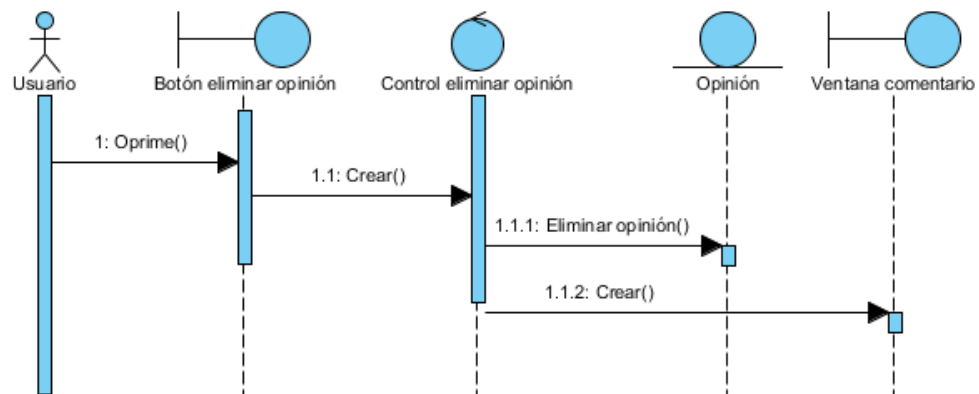 Usuario
Botón eliminar opinión
Control eliminar opinión
Opinión
Ventana comentario
1: Oprime()
1.1: Crear()
1.1.1: Eliminar opinión()
1.1.2: Crear()